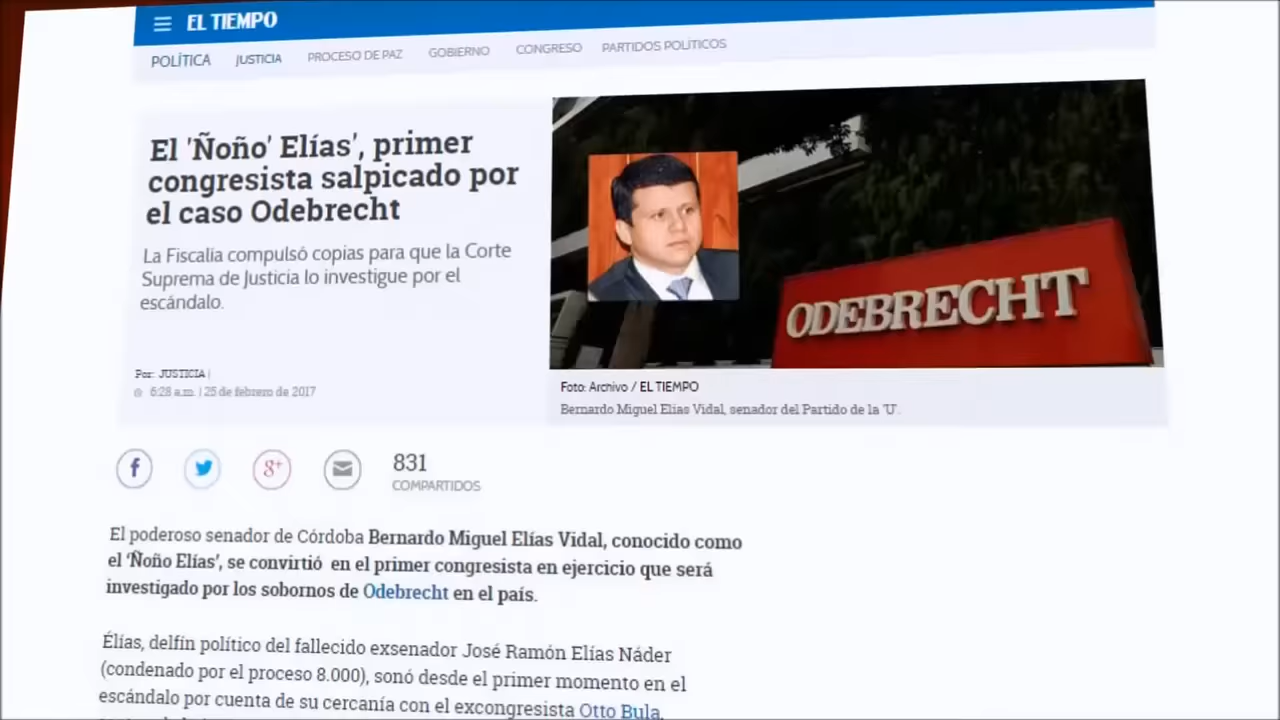 EL TIEMPO
POLÍTICA JUSTICIA PROCESO DE PAZ GOBIERNO CONGRESO PARTIDOS POLÍTICOS
El 'Ñoño' Elías', primer
congresista salpicado por
el caso Odebrecht
La Fiscalía compulsó copias para que la Corte
Suprema de Justicia lo investigue por el
escándalo.
Por: JUSTICIA |
6:28 a.m. | 25 de febrero de 2017
ODEBRECHT
Foto: Archivo / EL TIEMPO
Bernardo Miguel Elías Vidal, senador del Partido de la 'U'.
f 8+ 831
COMPARTIDOS
El poderoso senador de Córdoba Bernardo Miguel Elías Vidal, conocido como
el 'Ñoño Elías', se convirtió en el primer congresista en ejercicio que será
investigado por los sobornos de Odebrecht en el país.
Élías, delfín político del fallecido exsenador José Ramón Elías Náder
(condenado por el proceso 8.000), sonó desde el primer momento en el
escándalo por cuenta de su cercanía con el excongresista Otto Bula,